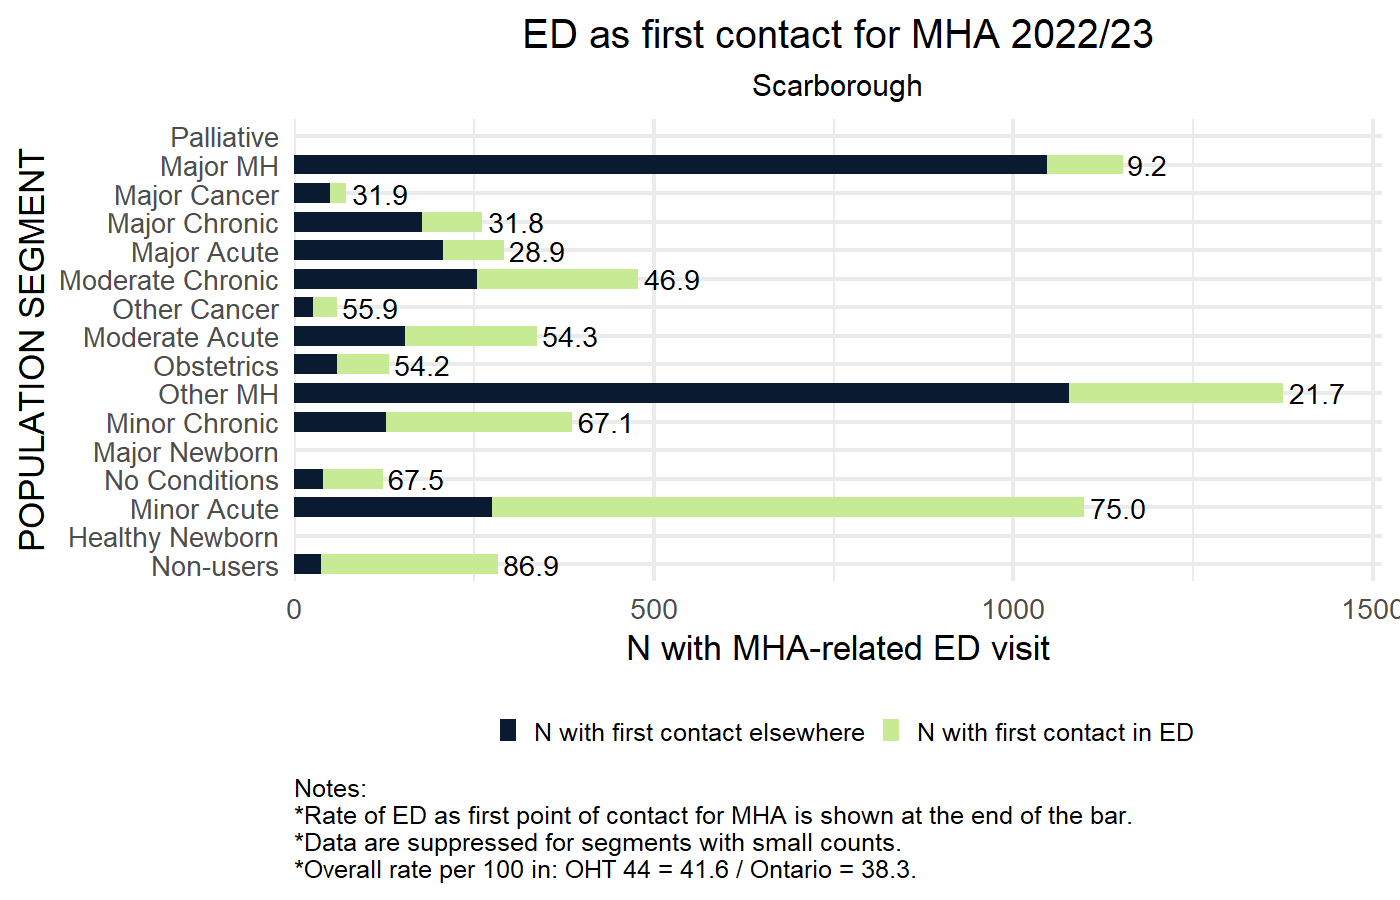 ED as first contact for MHA 2022/23
Scarborough
POPULATION SEGMENT
Palliative
Major MH 9.2
Major Cancer 31.9
Major Chronic 31.8
Major Acute 28.9
Moderate Chronic 46.9
Other Cancer 55.9
Moderate Acute 54.3
Obstetrics 54.2
Other MH 21.7
Minor Chronic 67.1
Major Newborn
No Conditions 67.5
Minor Acute 75.0
Healthy Newborn
Non-users 86.9
0 500 1000 1500
N with MHA-related ED visit
N with first contact elsewhere N with first contact in ED
Notes:
*Rate of ED as first point of contact for MHA is shown at the end of the bar.
*Data are suppressed for segments with small counts.
*Overall rate per 100 in: OHT 44 = 41.6 / Ontario = 38.3.